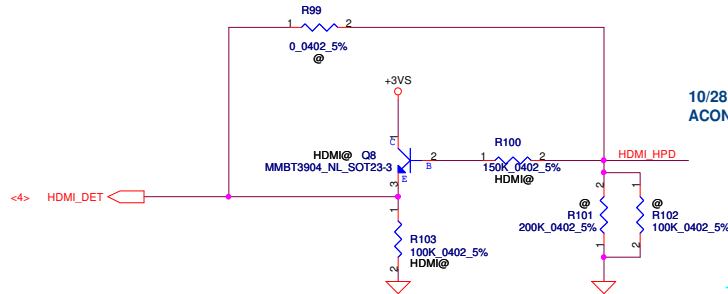 R99
1
2
0_0402_5%
@
+3VS
10/28
ACON
1
C
HDMI@ Q8
MMBT3904_NL_SOT23-3
2
B
E
3
R100
1
2
150K_0402_5%
HDMI@
HDMI_HPD
<4> HDMI_DET
1
R103
100K_0402_5%
HDMI@
2
2
@
R101
200K_0402_5%
1
1
@
R102
100K_0402_5%
2